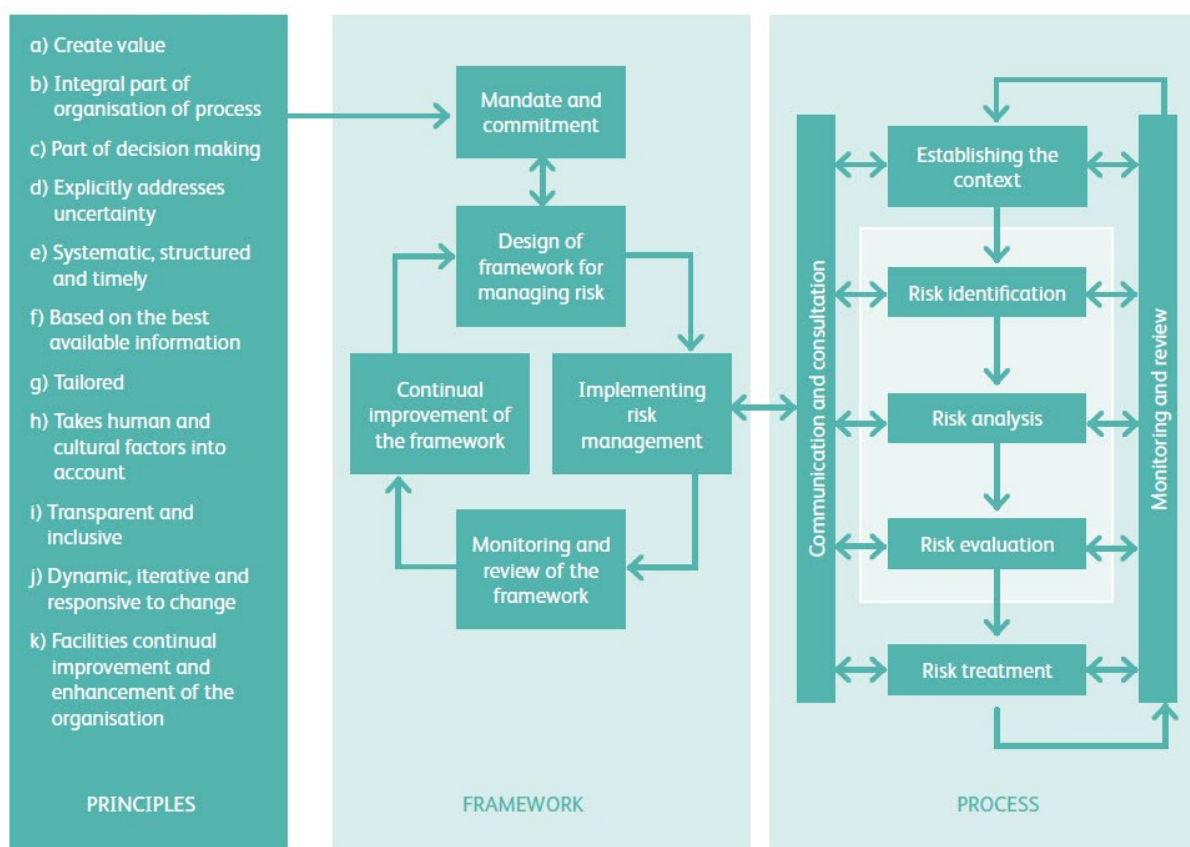 a) Create value
b) Integral part of
organisation of process
c) Part of decision making
d) Explicitly addresses
uncertainty
e) Systematic, structured
and timely
f) Based on the best
available information
g) Tailored
h) Takes human and
cultural factors into
account
i) Transparent and
inclusive
j) Dynamic, iterative and
responsive to change
k) Facilities continual
improvement and
enhancement of the
organisation
PRINCIPLES
Mandate and
commitment
Design of
framework for
managing risk
Continual
improvement of
the framework
Implementing
risk
management
Monitoring and
review of the
framework
FRAMEWORK
Communication and consultation
Establishing the
context
Risk identification
Risk analysis
Risk evaluation
Risk treatment
Monitoring and review
PROCESS